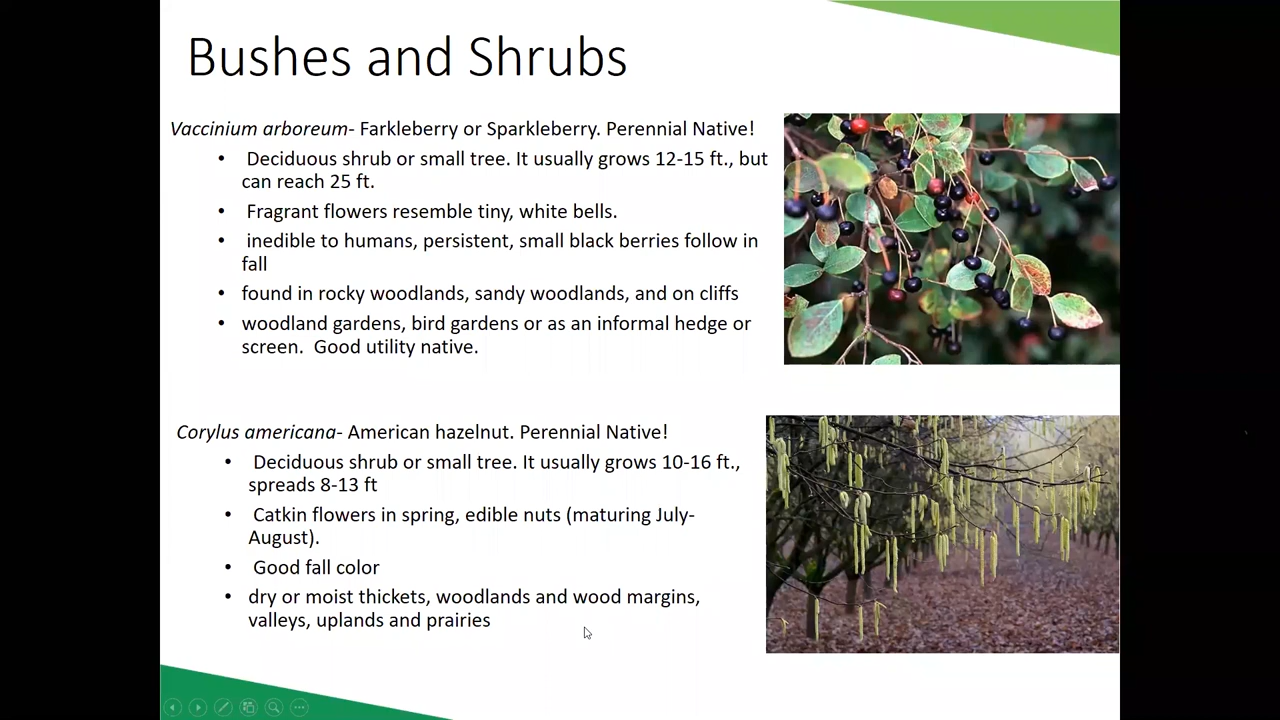 Bushes and Shrubs
Vaccinium arboreum- Farkleberry or Sparkleberry. Perennial Native!
• Deciduous shrub or small tree. It usually grows 12-15 ft., but
can reach 25 ft.
• Fragrant flowers resemble tiny, white bells.
• inedible to humans, persistent, small black berries follow in
fall
• found in rocky woodlands, sandy woodlands, and on cliffs
• woodland gardens, bird gardens or as an informal hedge or
screen. Good utility native.
Corylus americana- American hazelnut. Perennial Native!
• Deciduous shrub or small tree. It usually grows 10-16 ft.,
spreads 8-13 ft
• Catkin flowers in spring, edible nuts (maturing July-
August).
• Good fall color
• dry or moist thickets, woodlands and wood margins,
valleys, uplands and prairies